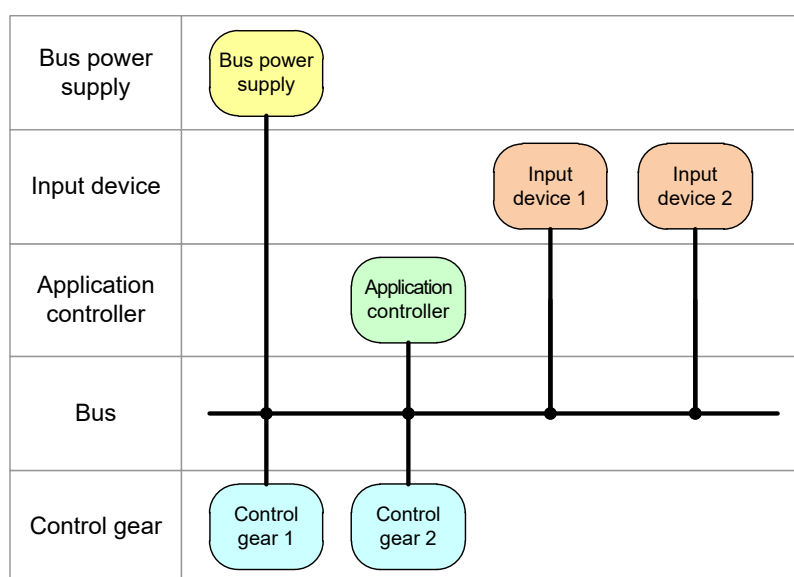 Bus power
supply
Bus power
supply
Input device
Input
device 1
Input
device 2
Application
controller
Application
controller
Bus
Control gear
Control
gear 1
Control
gear 2